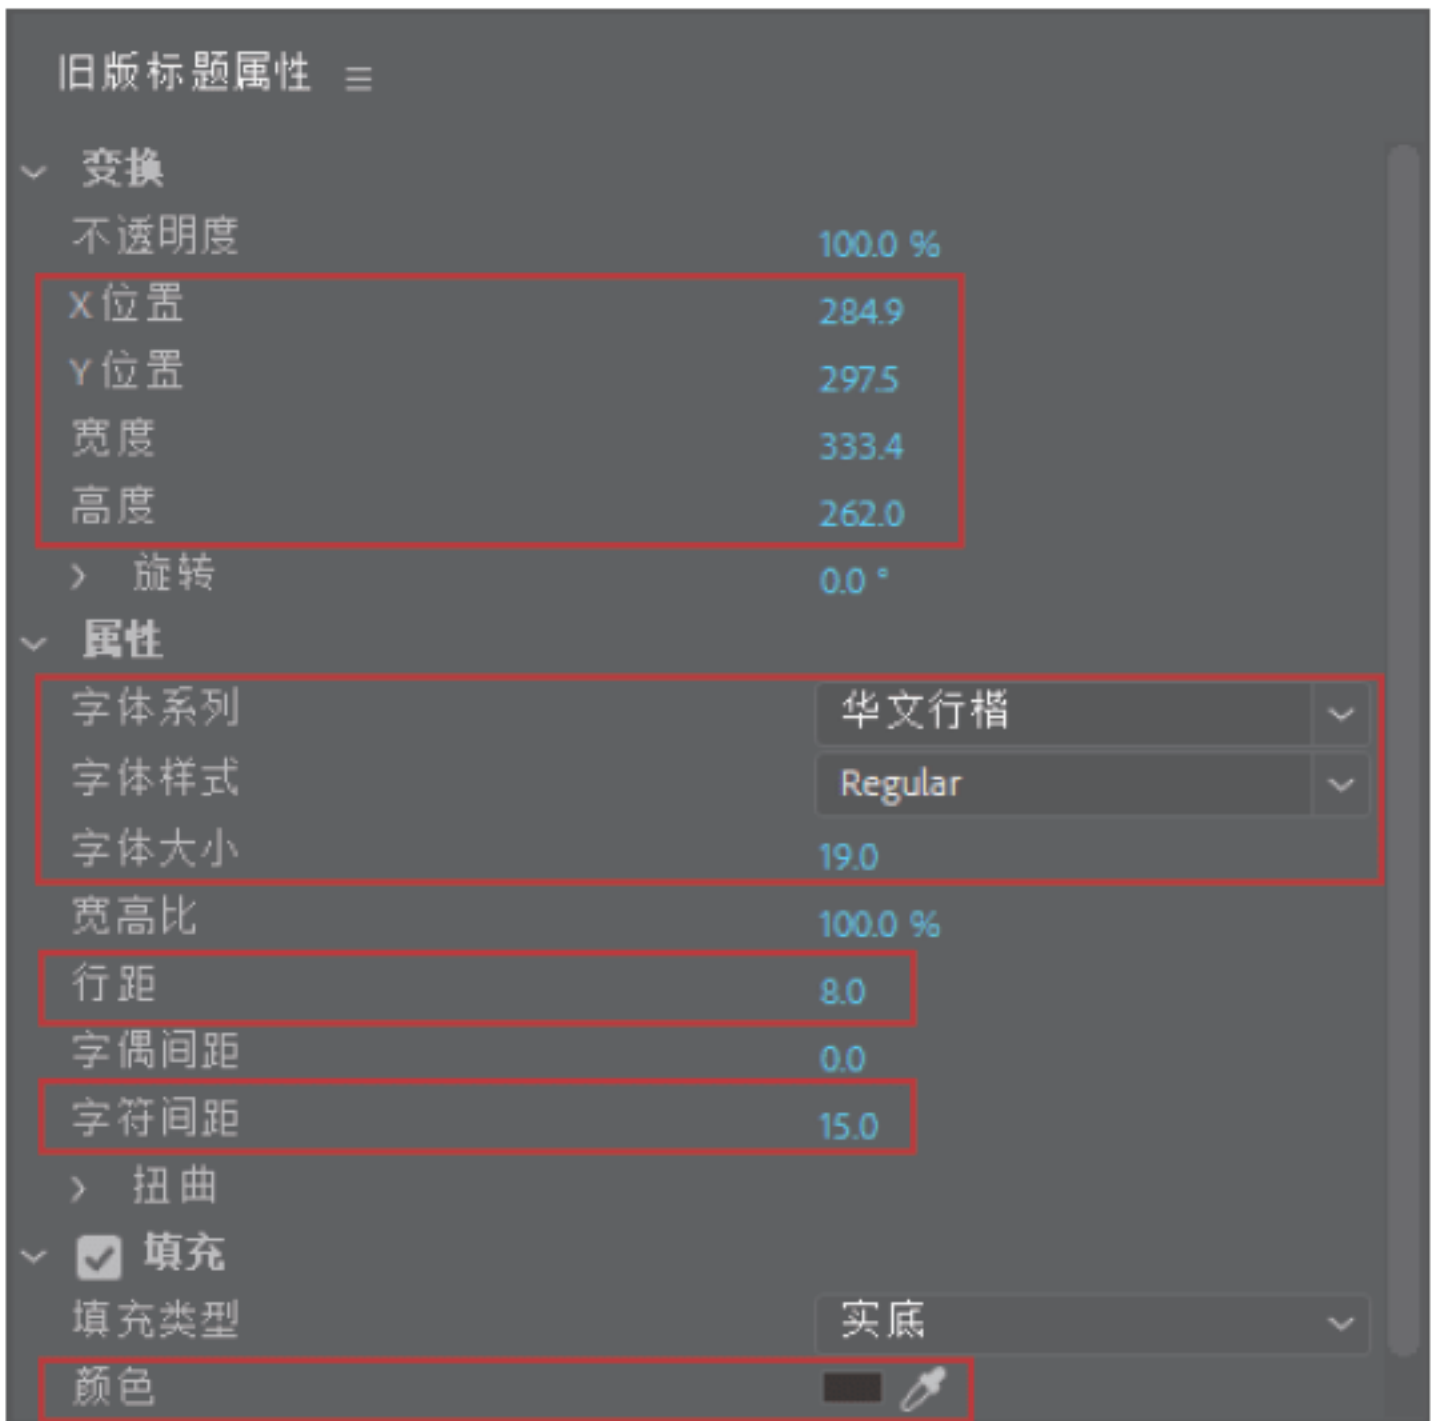 旧版标题属性
变换
不透明度 100.0 %
X位置 284.9
Y位置 297.5
宽度 333.4
高度 262.0
旋转 0.0 °
属性
字体系列 华文行楷
字体样式 Regular
字体大小 19.0
宽高比 100.0 %
行距 8.0
字偶间距 0.0
字符间距 15.0
扭曲
填充
填充类型 实底
颜色